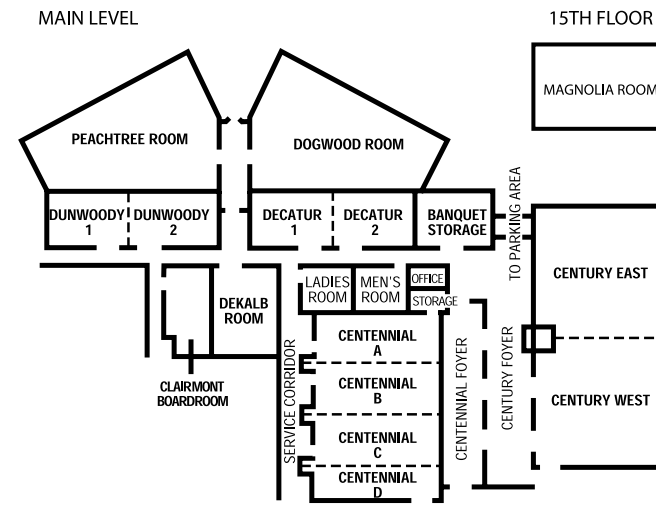 MAIN LEVEL
15TH FLOOR
MAGNOLIA ROOM
PEACHTREE ROOM
DOGWOOD ROOM
DUNWOODY
1
DUNWOODY
2
DECATUR
1
DECATUR
2
BANQUET
STORAGE
TO PARKING AREA
CENTURY EAST
LADIES
ROOM
MEN'S
ROOM
OFFICE
STORAGE
DEKALB
ROOM
CLAIRMONT
BOARDROOM
SERVICE CORRIDOR
CENTENNIAL
A
CENTENNIAL
B
CENTENNIAL
C
CENTENNIAL
D
CENTENNIAL FOYER
CENTURY FOYER
CENTURY WEST